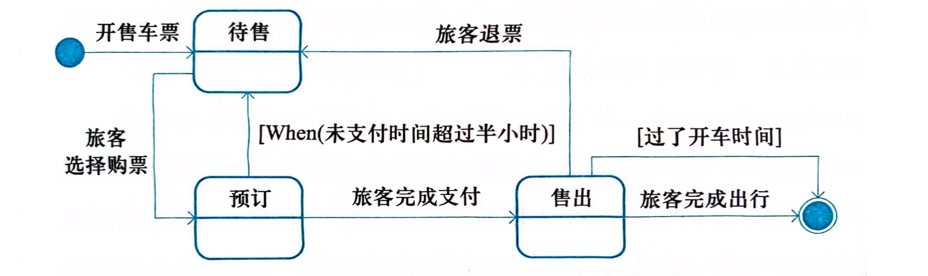 开售车票
待售
旅客退票
旅客
选择购票
[When(未支付时间超过半小时)]
[过了开车时间]
预订
旅客完成支付
售出
旅客完成出行